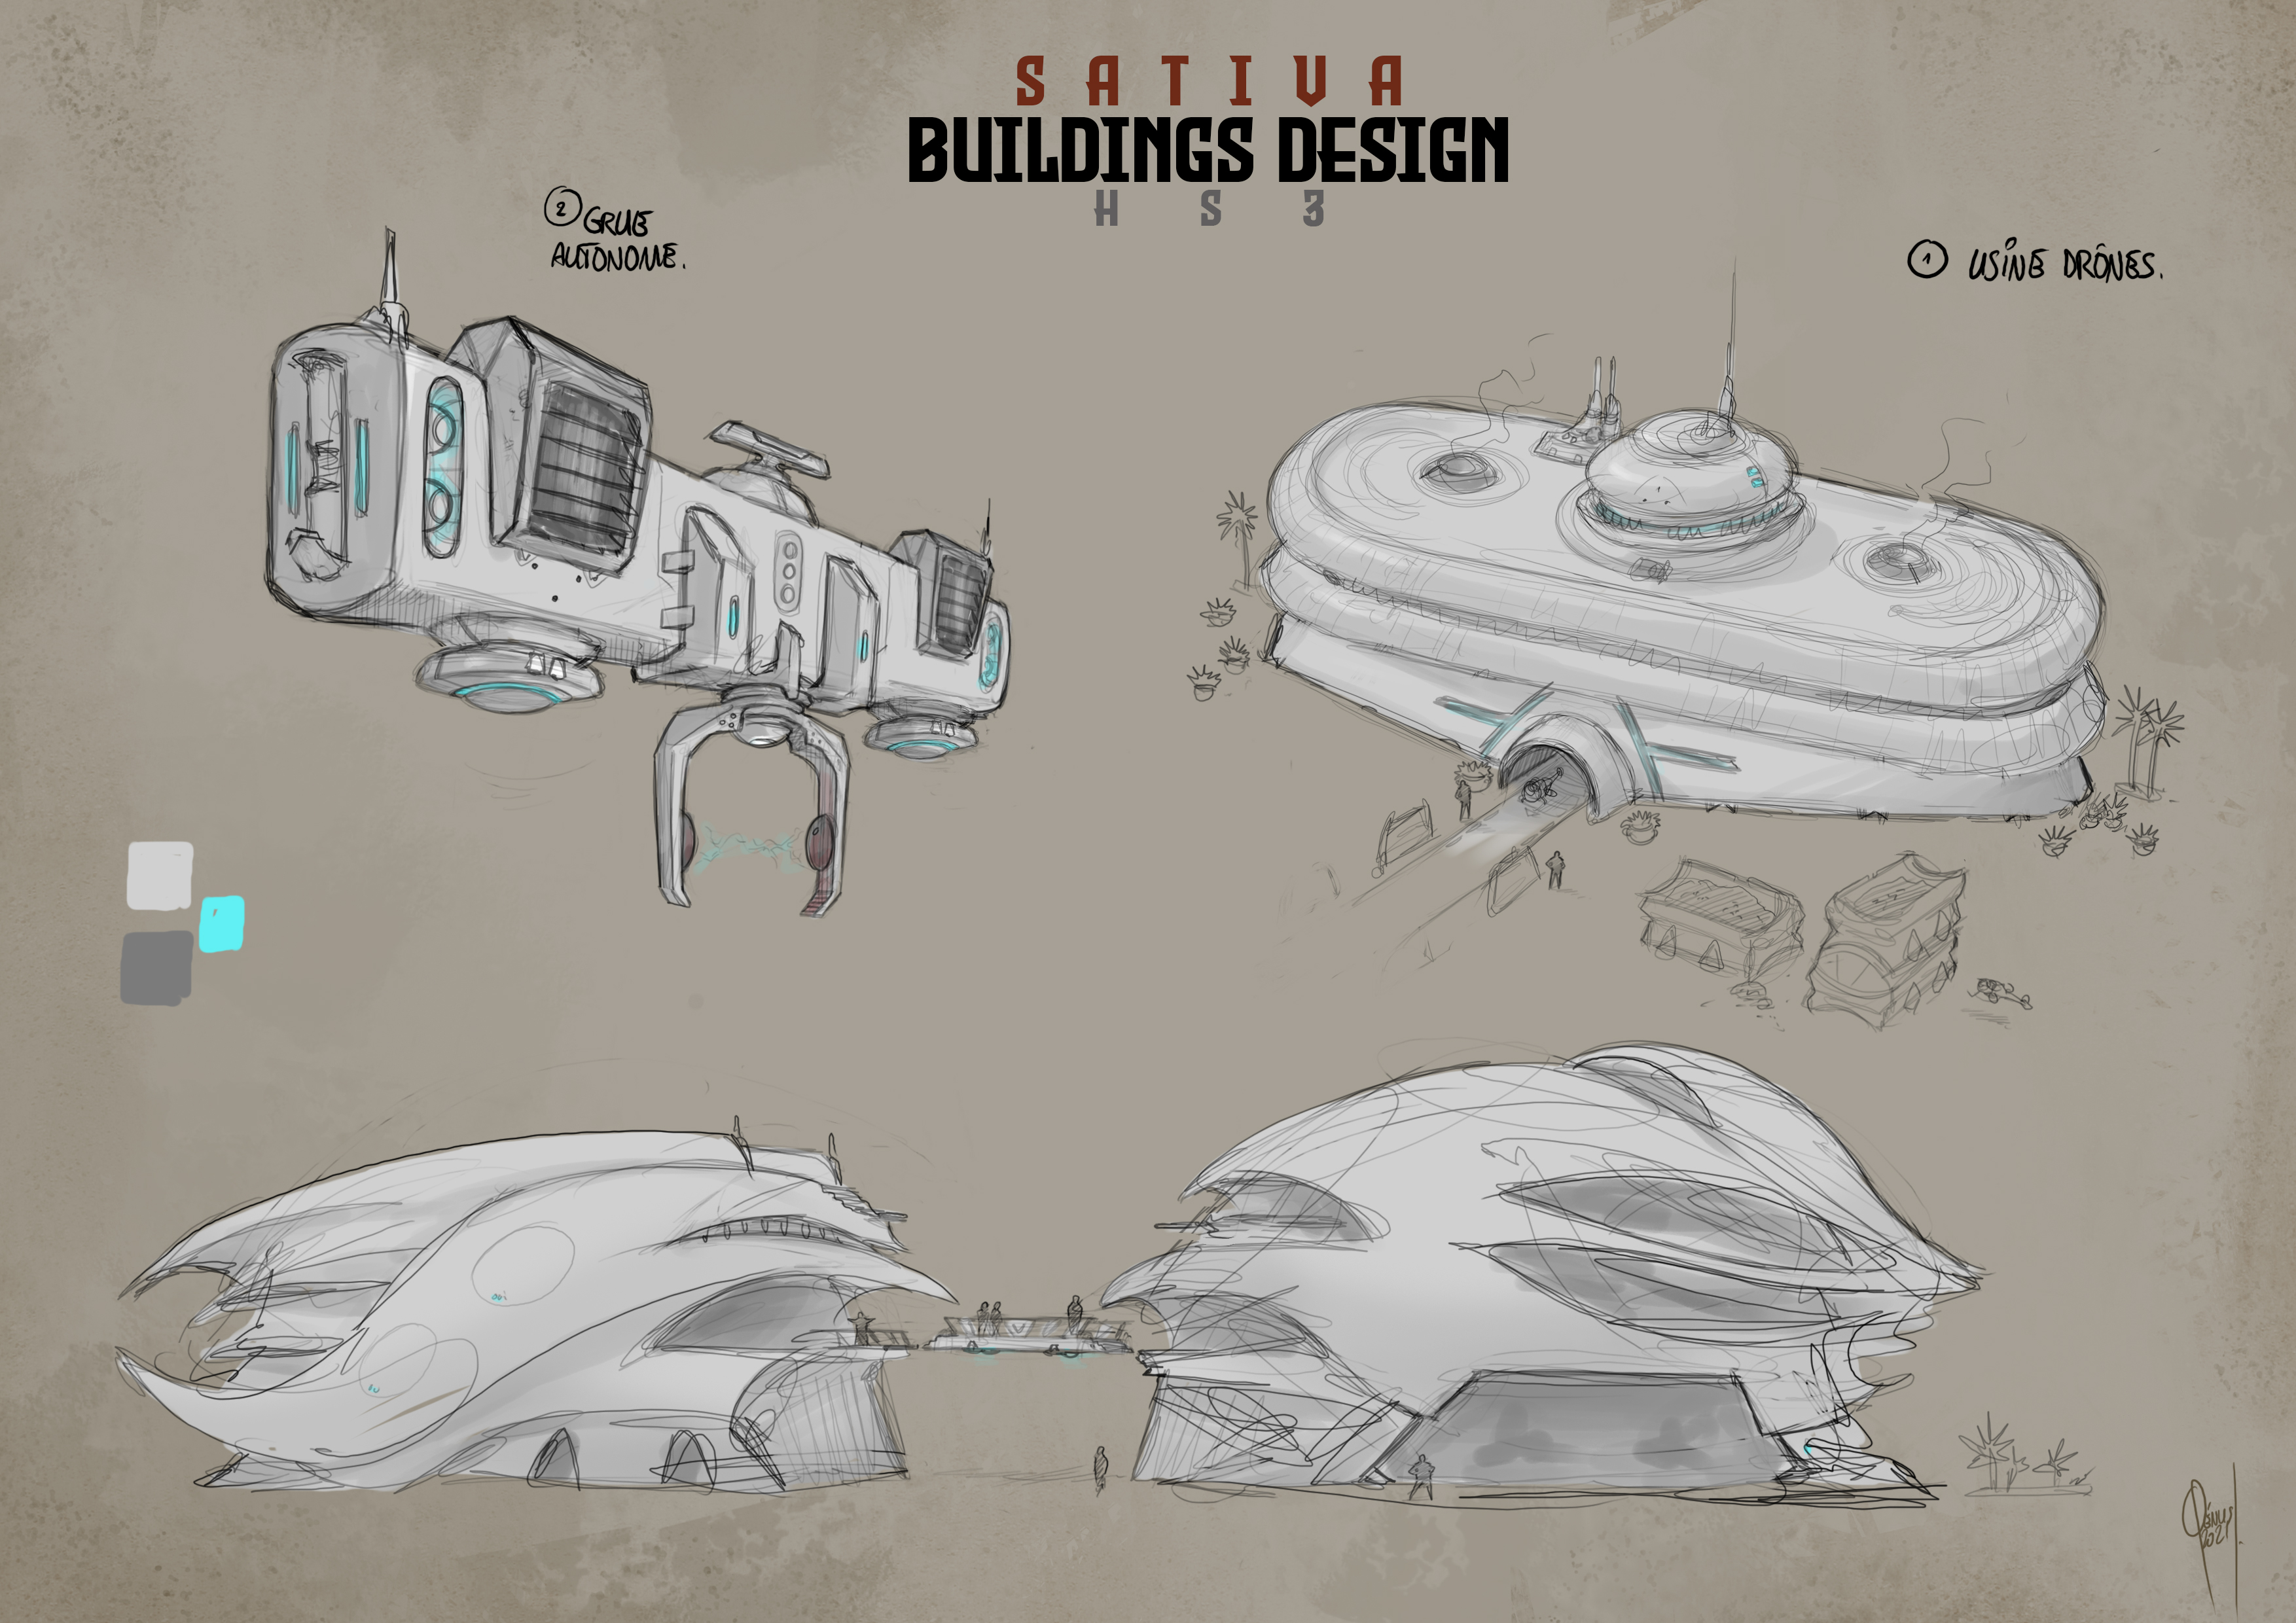 SATIVA
BUILDINGS DESIGN
HS3
2 GRUE
AUTONOME.
1 USINE DRÔNES.